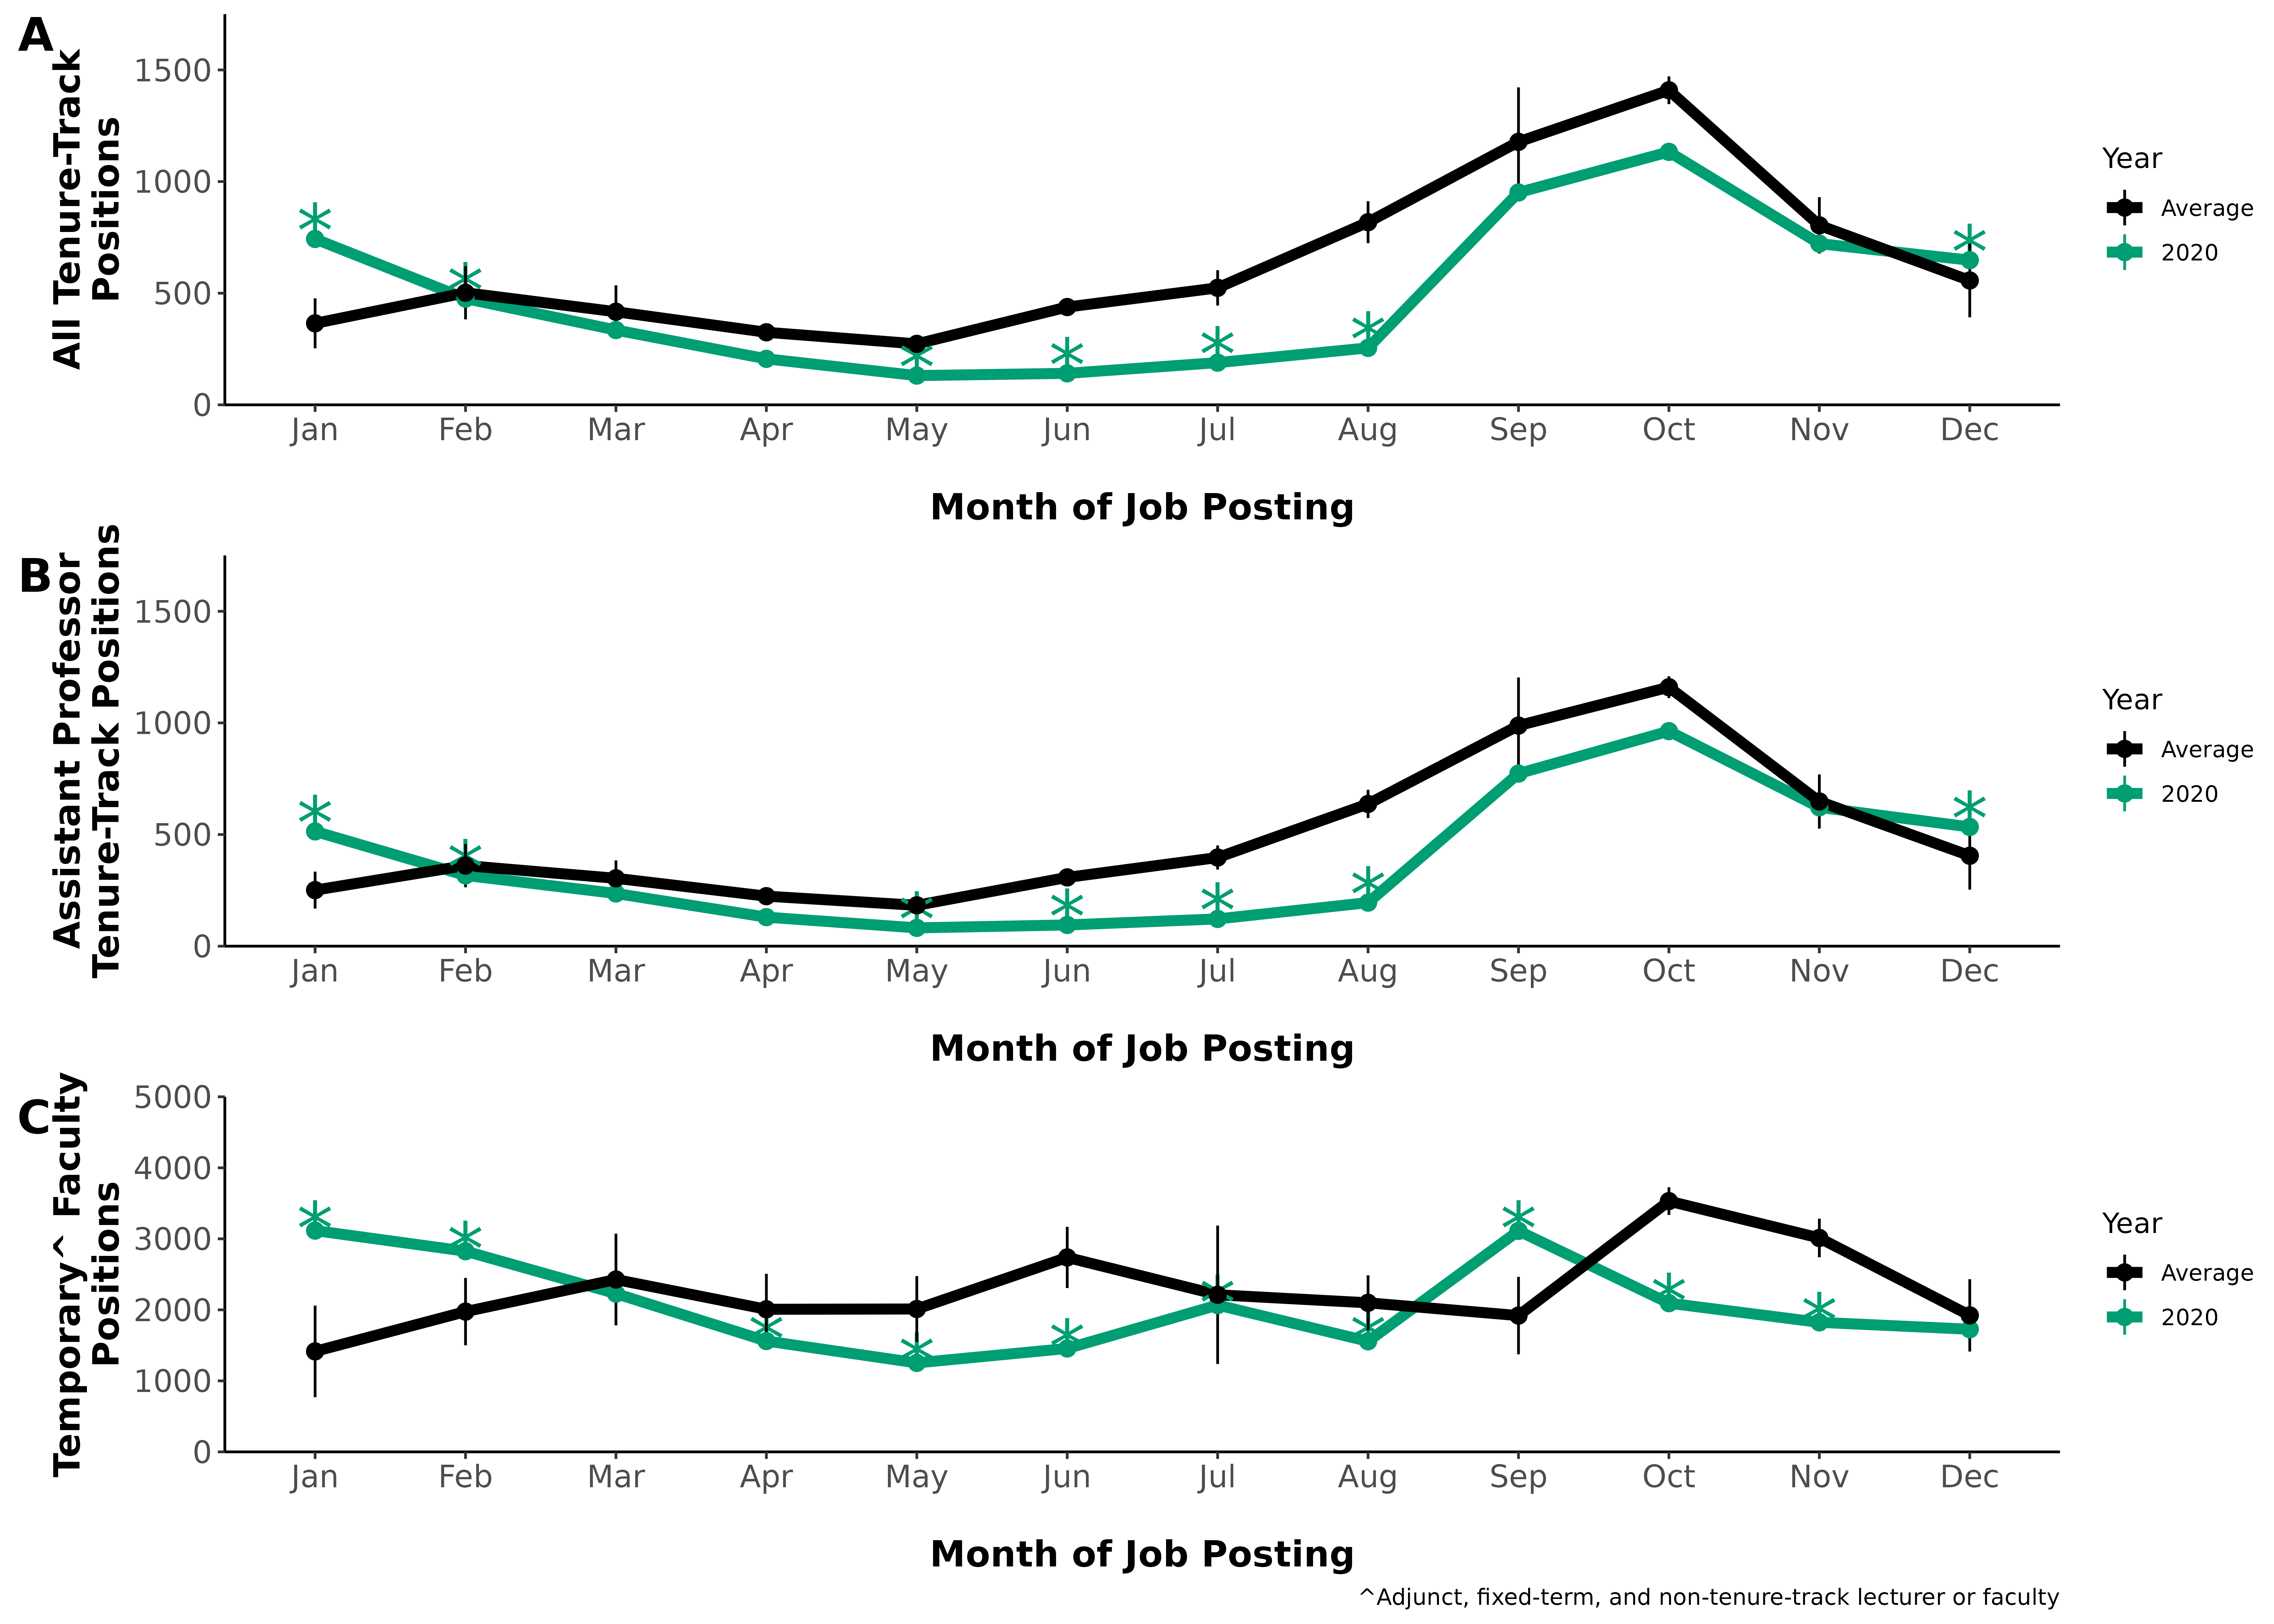 A
All Tenure-Track
Positions
1500
1000
500
0
Jan Feb Mar Apr May Jun Jul Aug Sep Oct Nov Dec
Month of Job Posting
Year
Average
2020
B
Assistant Professor
Tenure-Track Positions
1500
1000
500
0
Jan Feb Mar Apr May Jun Jul Aug Sep Oct Nov Dec
Month of Job Posting
Year
Average
2020
C
Temporary^ Faculty
Positions
5000
4000
3000
2000
1000
0
Jan Feb Mar Apr May Jun Jul Aug Sep Oct Nov Dec
Month of Job Posting
Year
Average
2020
^Adjunct, fixed-term, and non-tenure-track lecturer or faculty